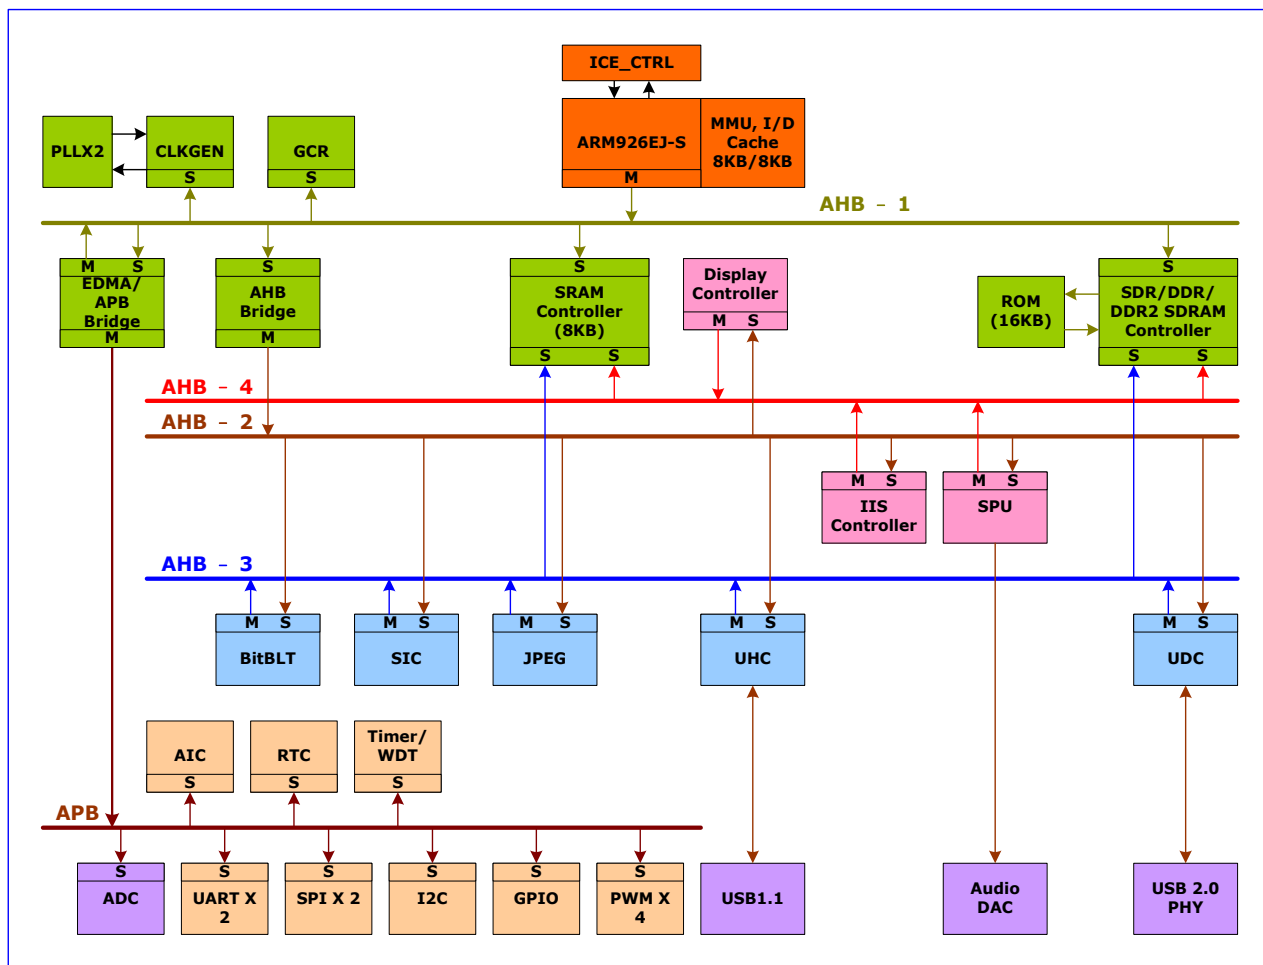 ICE_CTRL
PLLX2
CLKGEN
S
GCR
S
ARM926EJ-S
M
MMU, I/D
Cache
8KB/8KB
AHB - 1
M S
EDMA/
APB
Bridge
M
S
AHB
Bridge
M
S
SRAM
Controller
(8KB)
S S
Display
Controller
M S
ROM
(16KB)
S
SDR/DDR/
DDR2 SDRAM
Controller
S S
AHB - 4
AHB - 2
M S
IIS
Controller
M S
SPU
AHB - 3
M S
BitBLT
M S
SIC
M S
JPEG
M S
UHC
M S
UDC
AIC
S
RTC
S
Timer/
WDT
S
APB
S
ADC
S
UART X
2
S
SPI X 2
S
I2C
S
GPIO
S
PWM X
4
USB1.1
Audio
DAC
USB 2.0
PHY